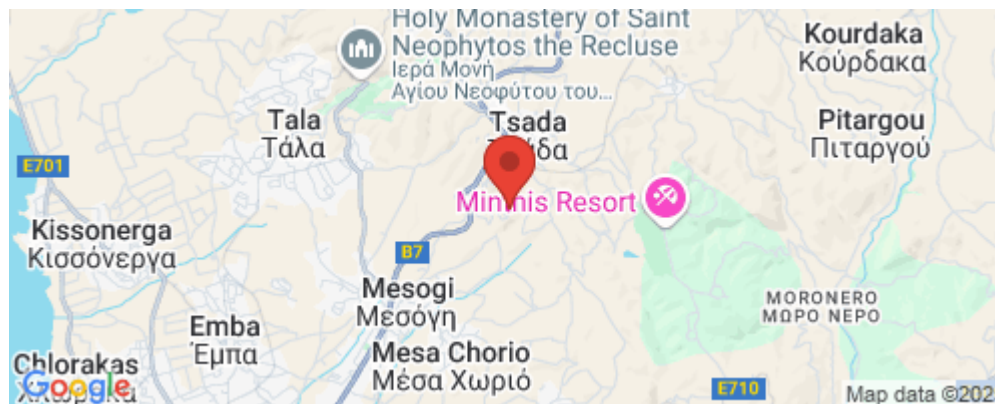 Holy Monastery of Saint
Neophytos the Recluse
Ιερά Μονή
Αγίου Νεοφύτου του...
Kourdaka
Κούρδακα
Tala
Τάλα
Tsada
Pitargou
Πιταργού
E701
Resort
Kissonerga
Κισσόνεργα
B7
Mesogi
Μεσόγη
MORONERO
ΜΩΡΟ ΝΕΡΟ
Emba
Έμπα
Mesa Chorio
Μέσα Χωριό
Chlorakas
Google
E710
Map data ©202